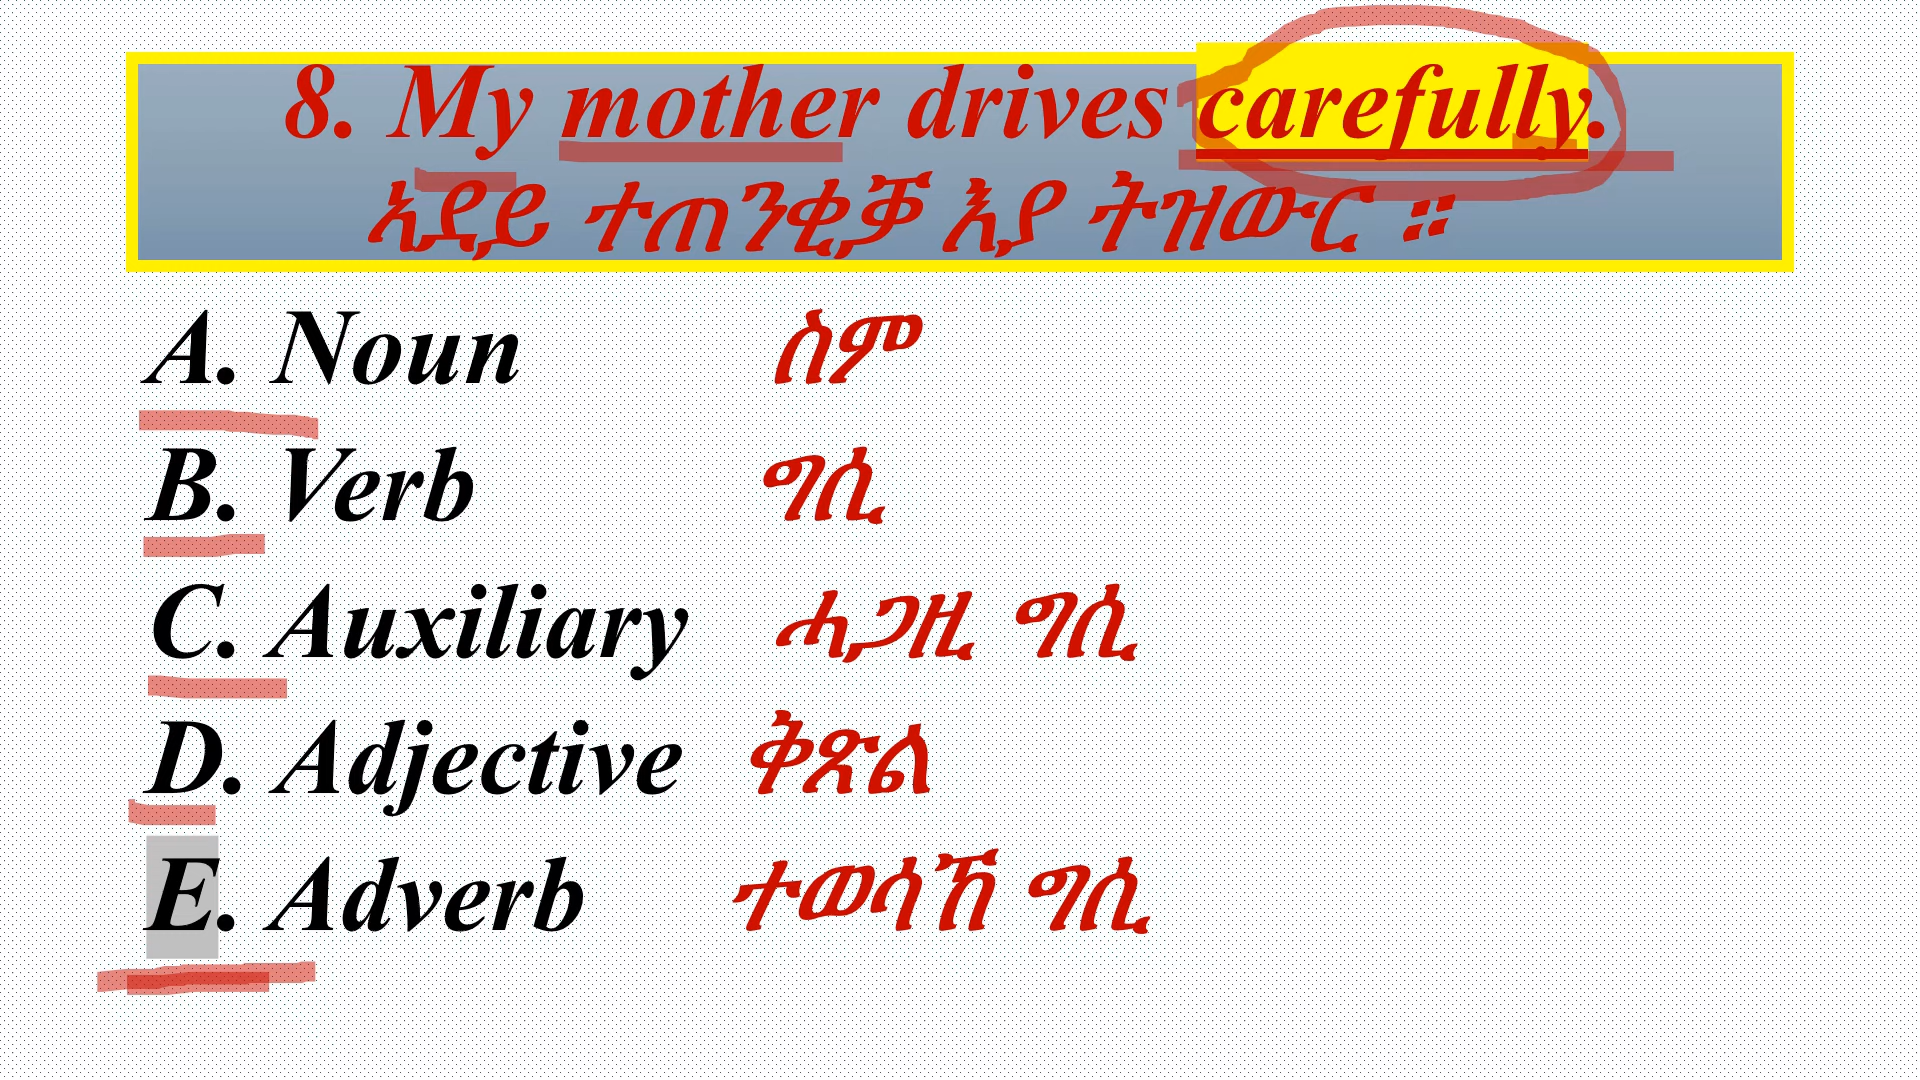 8. My mother drives carefully.
ኣደይ ተጠንቂቓ እያ ትዝውር ።
A. Noun ስም
B. Verb ግሲ
C. Auxiliary ሓጋዚ ግሲ
D. Adjective ቅጽል
E. Adverb ተወሳኽ ግሲ